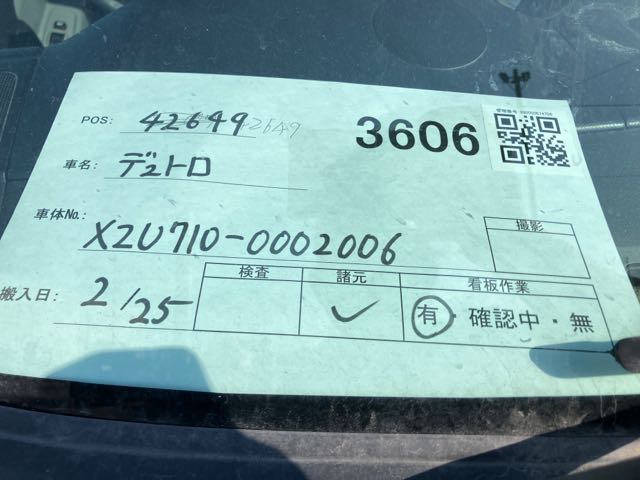 POS: 42649 42649
3606
車名: デュトロ
車体No.: XZU710-0002006
撮影
搬入日: 2/25
検査 諸元 看板作業
✓ 有・確認中・無